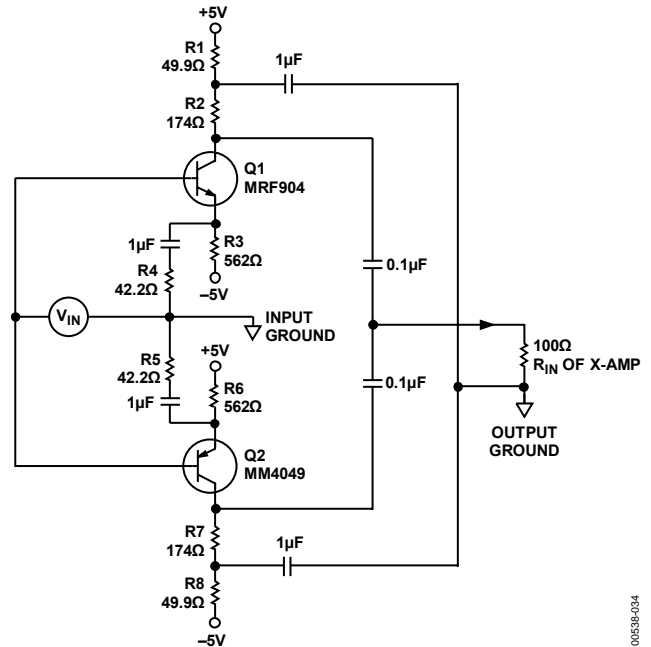 +5V
R1
49.9Ω
1µF
R2
174Ω
Q1
MRF904
1µF
R3
562Ω
R4
42.2Ω
–5V
0.1µF
VIN
INPUT
GROUND
100Ω
RIN OF X-AMP
R5
42.2Ω
+5V
1µF
R6
562Ω
0.1µF
OUTPUT
GROUND
Q2
MM4049
R7
174Ω
1µF
R8
49.9Ω
–5V
00538-034